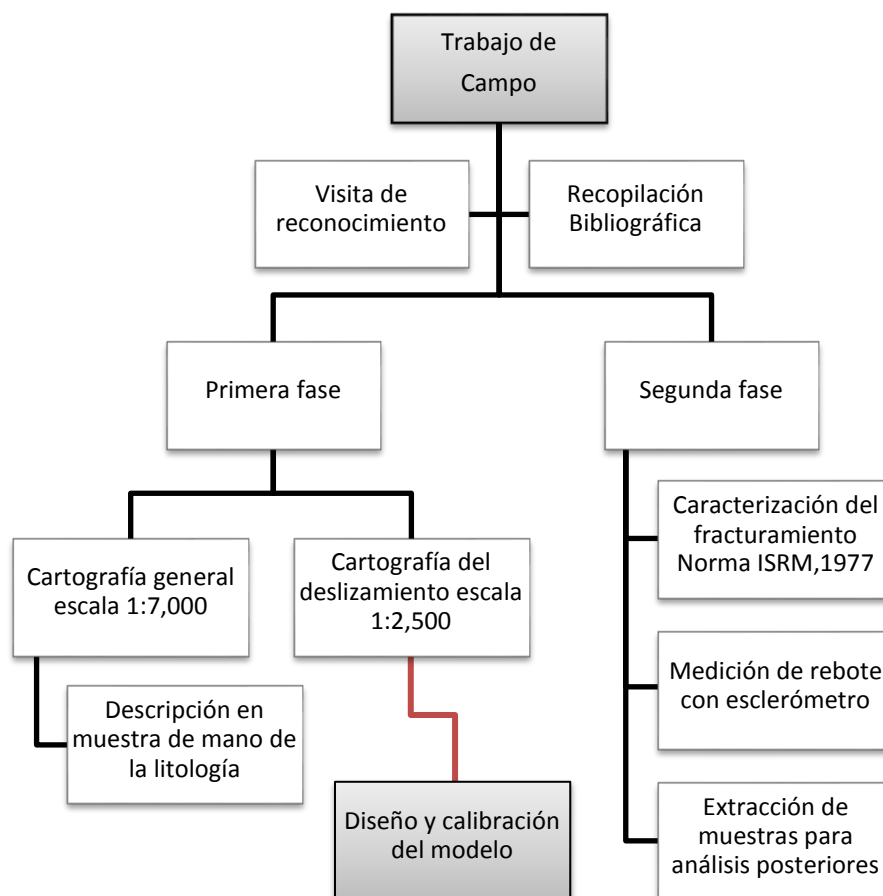 Trabajo de
Campo
Visita de
reconocimiento
Recopilación
Bibliográfica
Primera fase
Segunda fase
Cartografía general
escala 1:7,000
Cartografía del
deslizamiento escala
1:2,500
Descripción en
muestra de mano de
la litología
Diseño y calibración
del modelo
Caracterización del
fracturamiento
Norma ISRM,1977
Medición de rebote
con esclerómetro
Extracción de
muestras para
análisis posteriores